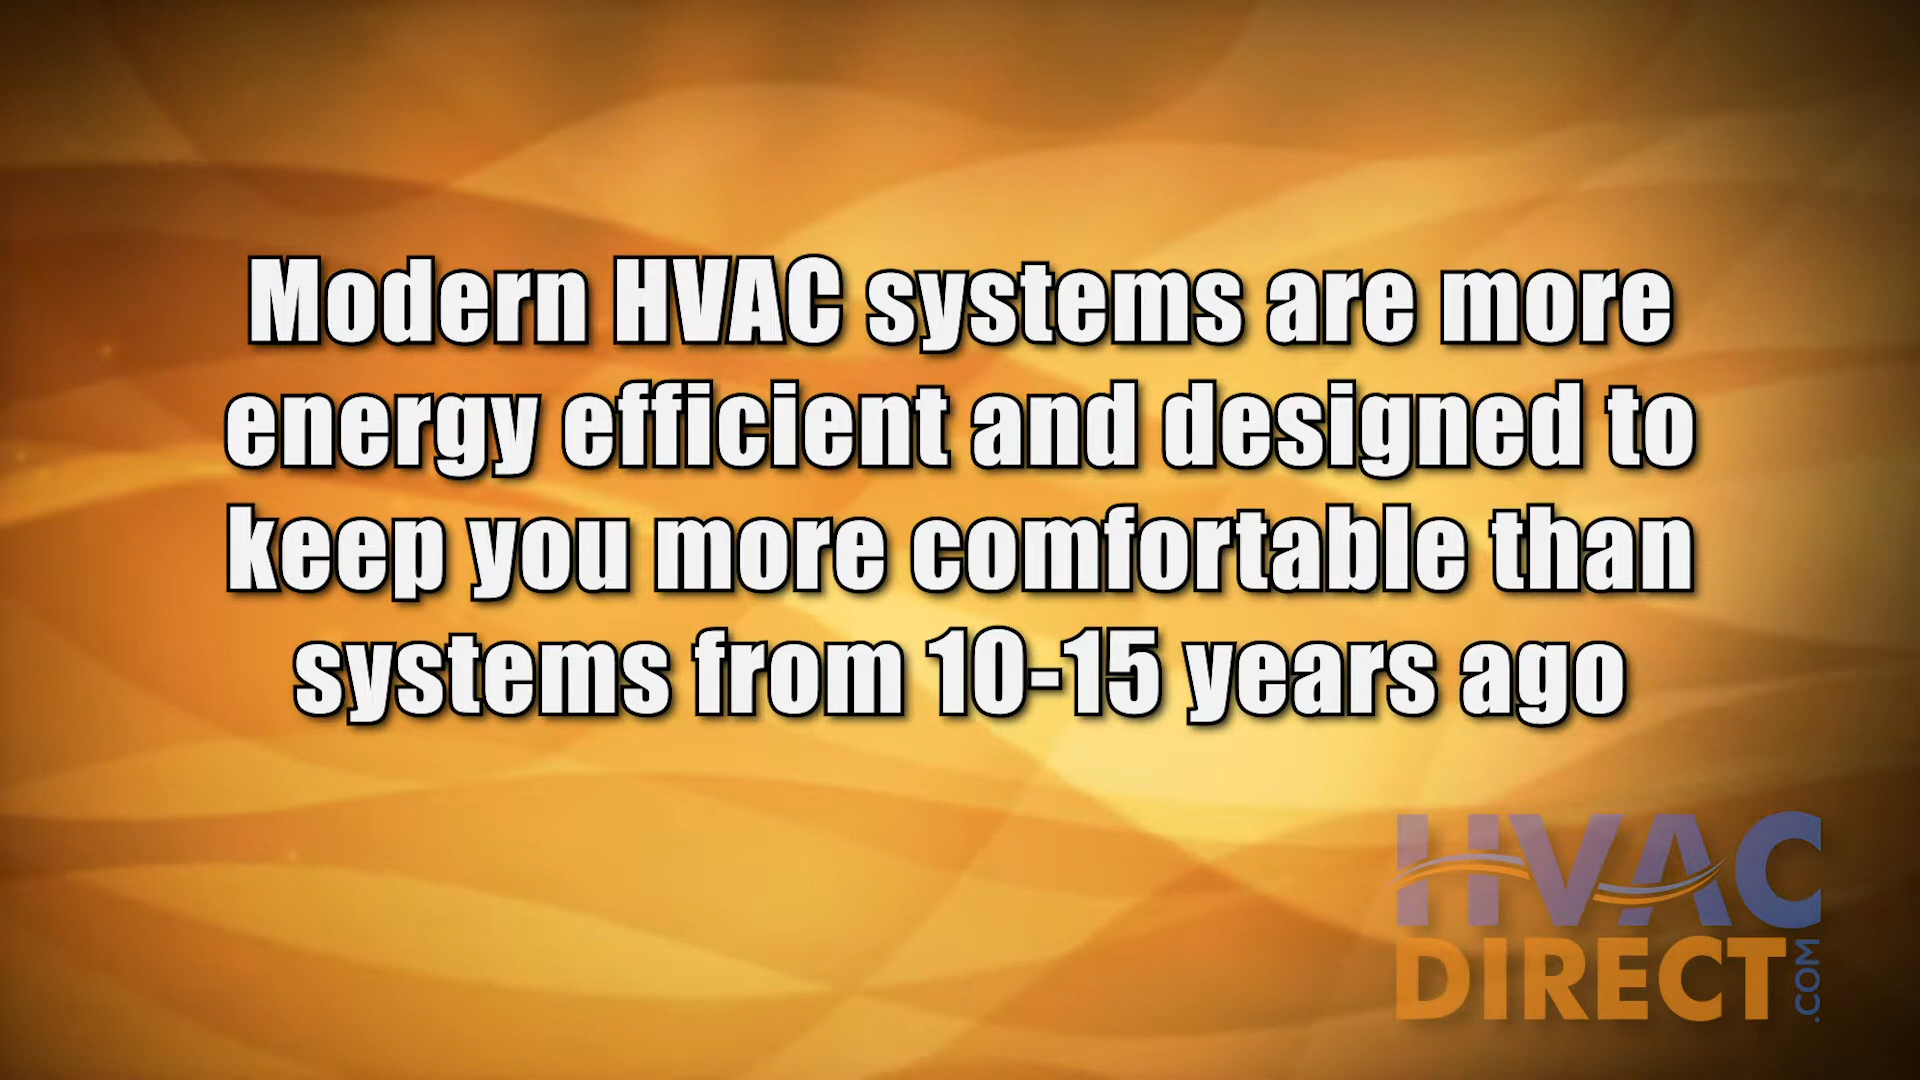 Modern HVAC systems are more
energy efficient and designed to
keep you more comfortable than
systems from 10-15 years ago
HVAC
DIRECT
.COM